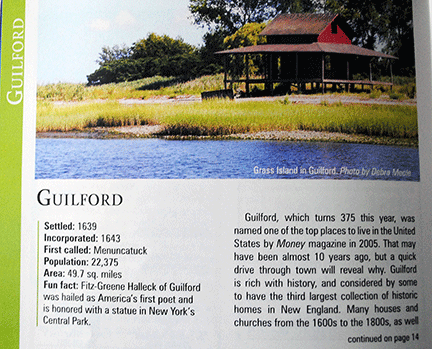 GUILFORD
Grass Island in Guilford. Photo by Debra Mecle
GUILFORD
Settled: 1639
Incorporated: 1643
First called: Menuncatuck
Population: 22,375
Area: 49.7 sq. miles
Fun fact: Fitz-Greene Halleck of Guilford
was hailed as America's first poet and
is honored with a statue in New York's
Central Park.
Guilford, which turns 375 this year, was
named one of the top places to live in the United
States by Money magazine in 2005. That may
have been almost 10 years ago, but a quick
drive through town will reveal why. Guilford
is rich with history, and considered by some
to have the third largest collection of historic
homes in New England. Many houses and
churches from the 1600s to the 1800s, as well
continued on page 14